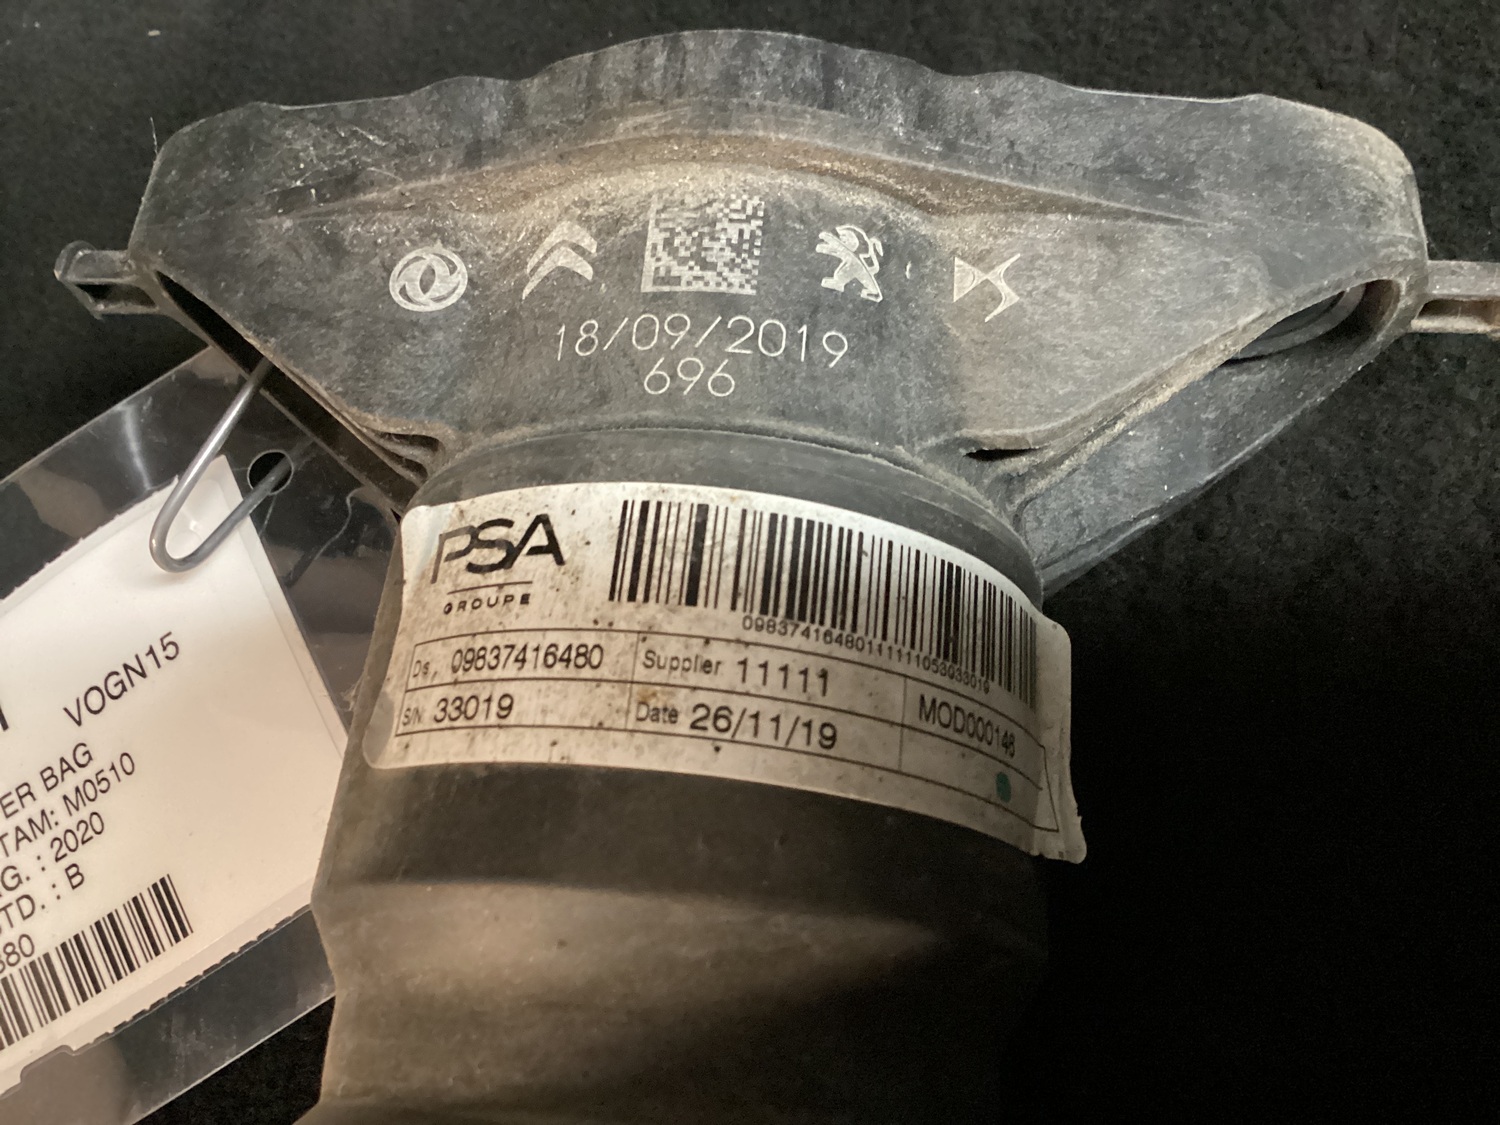 18/09/2019
696
PSA
GROUPE
09837416480111111053033019
Ds, 09837416480
Supplier 11111
S/N 33019
Date 26/11/19
MOD000146
VOGN15
ER BAG
TAM: M0510
G. : 2020
TD. : B
380